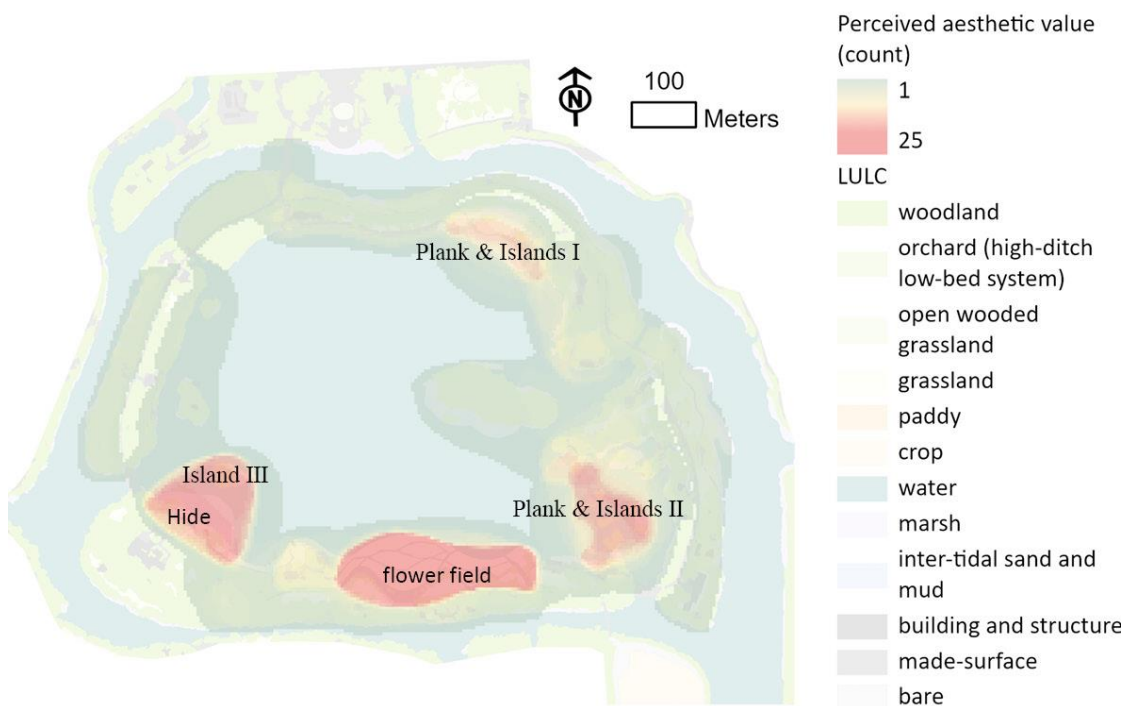 Perceived aesthetic value
(count)
1
25
LULC
woodland
orchard (high-ditch
low-bed system)
open wooded
grassland
grassland
paddy
crop
water
marsh
inter-tidal sand and
mud
building and structure
made-surface
bare
N
100
Meters
Plank & Islands I
Island III
Hide
Plank & Islands II
flower field